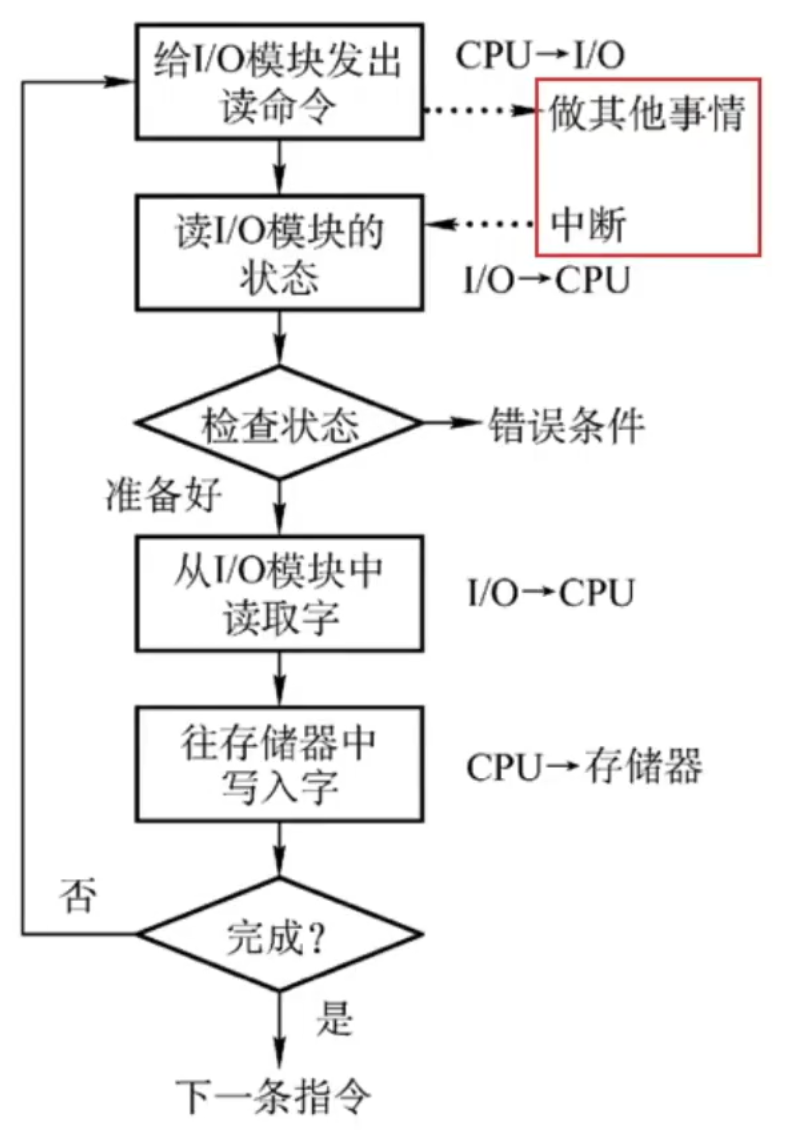 给I/O模块发出
读命令
CPU→I/O
做其他事情
读I/O模块的
状态
中断
I/O→CPU
检查状态
错误条件
准备好
从I/O模块中
读取字
I/O→CPU
往存储器中
写入字
CPU→存储器
否
完成?
是
下一条指令